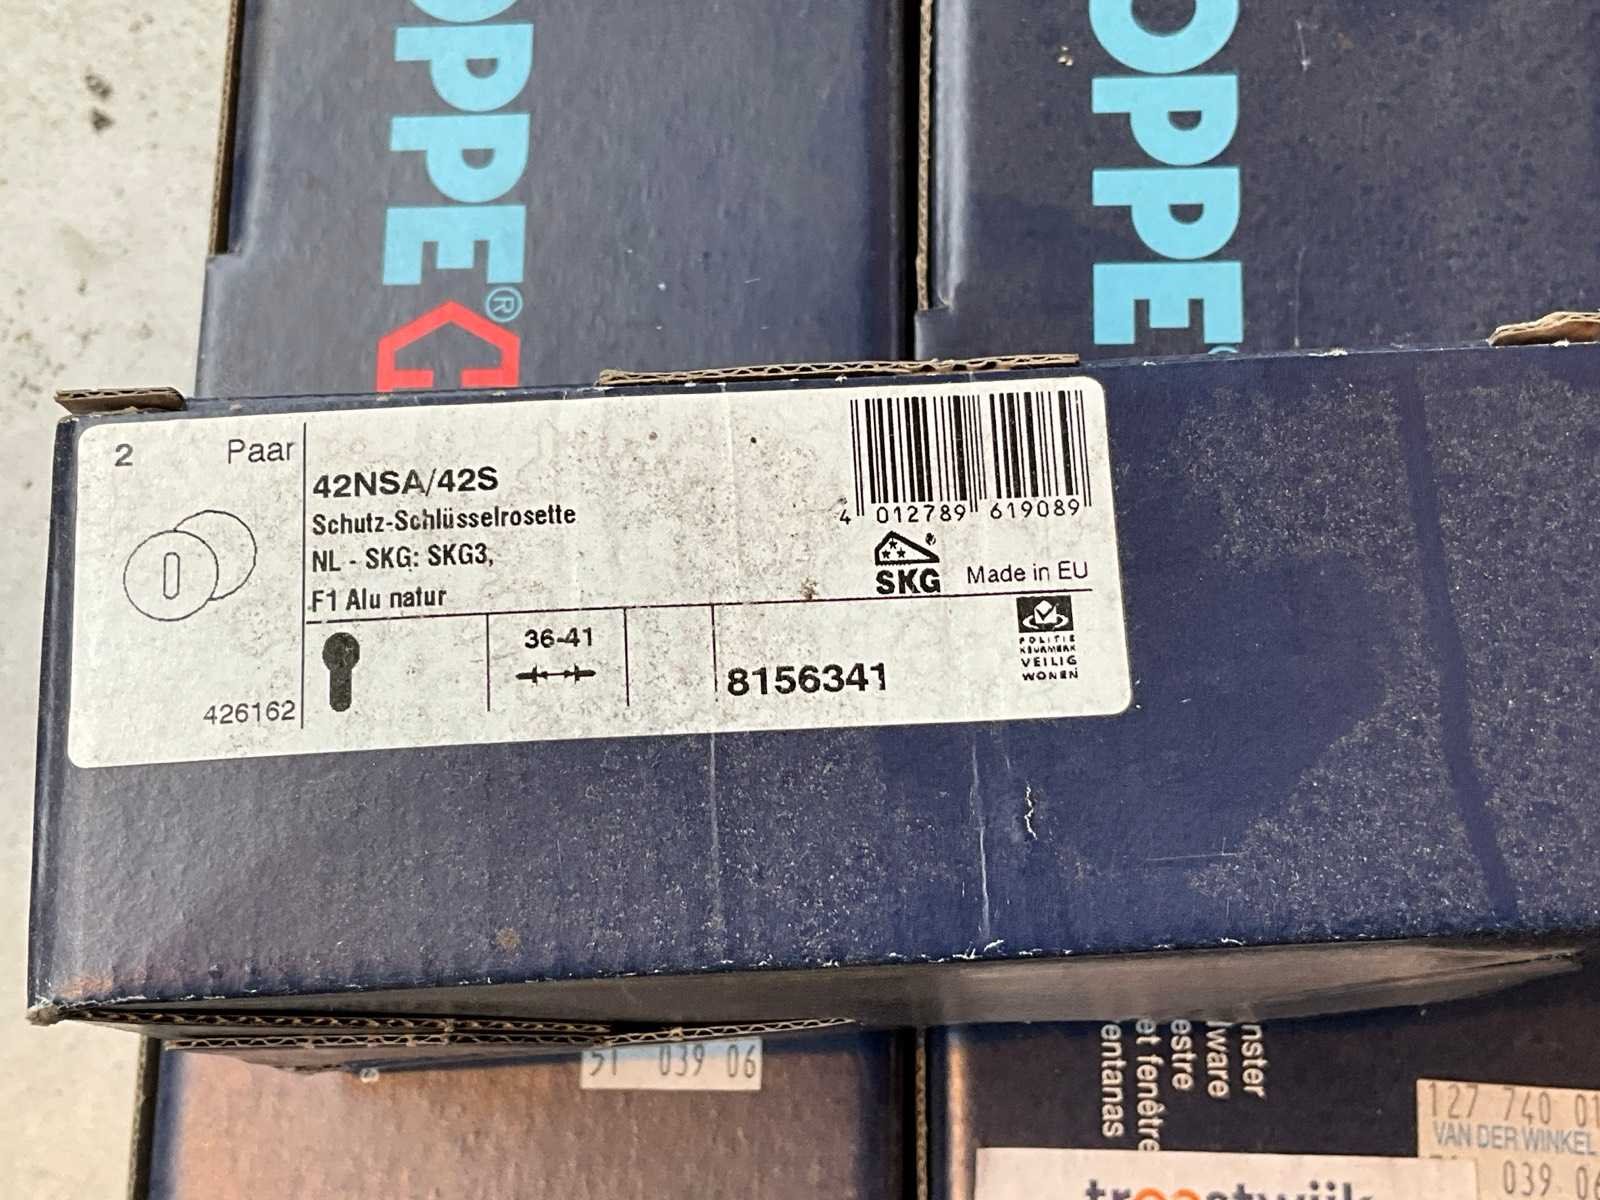 OPPE®
OPPE
2 Paar
42NSA/42S
Schutz-Schlüsselrosette
NL - SKG: SKG3,
F1 Alu natur
4 012789 619089
SKG®
Made in EU
36-41
8156341
POLITIE
KEURMERK
VEILIG
WONEN
426162
51 039 06
nster
dware
estre
et fenêtre
entanas
127 740 01
VAN DER WINKEL
039 06